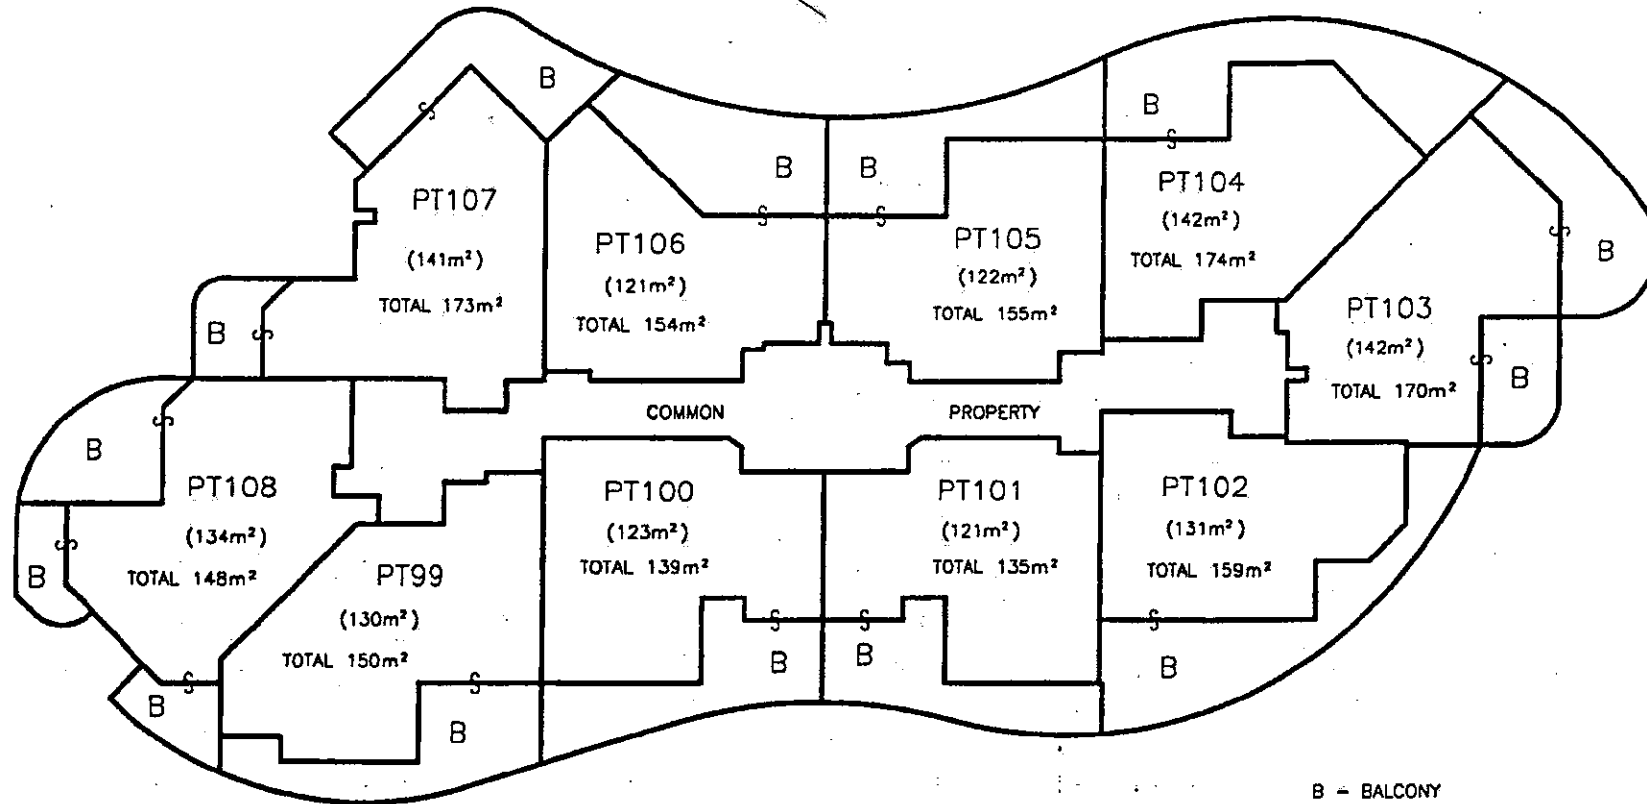 B
B
B
B
PT107
(141m²)
TOTAL 173m²
PT106
(121m²)
TOTAL 154m²
PT105
(122m²)
TOTAL 155m²
PT104
(142m²)
TOTAL 174m²
B
PT103
(142m²)
TOTAL 170m²
B
B
COMMON PROPERTY
B
PT108
(134m²)
TOTAL 148m²
B
PT99
(130m²)
TOTAL 150m²
PT100
(123m²)
TOTAL 139m²
PT101
(121m²)
TOTAL 135m²
PT102
(131m²)
TOTAL 159m²
B
B
B
B
B
B - BALCONY